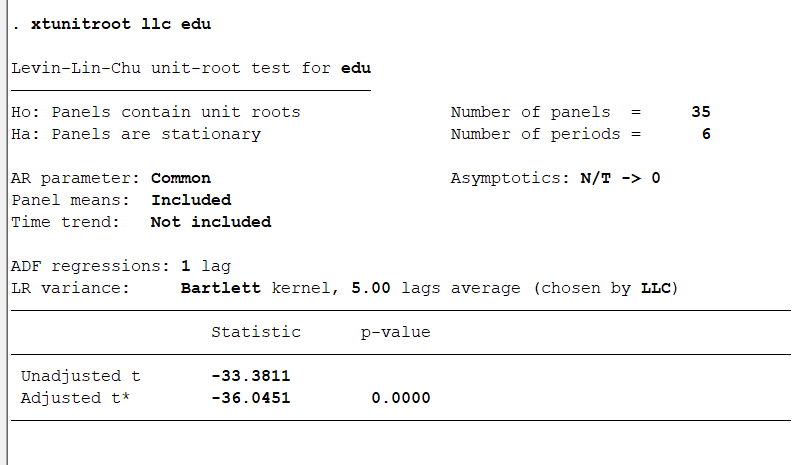 . xtunitroot llc edu
Levin-Lin-Chu unit-root test for edu
Ho: Panels contain unit roots Number of panels = 35
Ha: Panels are stationary Number of periods = 6
AR parameter: Common Asymptotics: N/T -> 0
Panel means: Included
Time trend: Not included
ADF regressions: 1 lag
LR variance: Bartlett kernel, 5.00 lags average (chosen by LLC)
Statistic p-value
Unadjusted t -33.3811
Adjusted t* -36.0451 0.0000